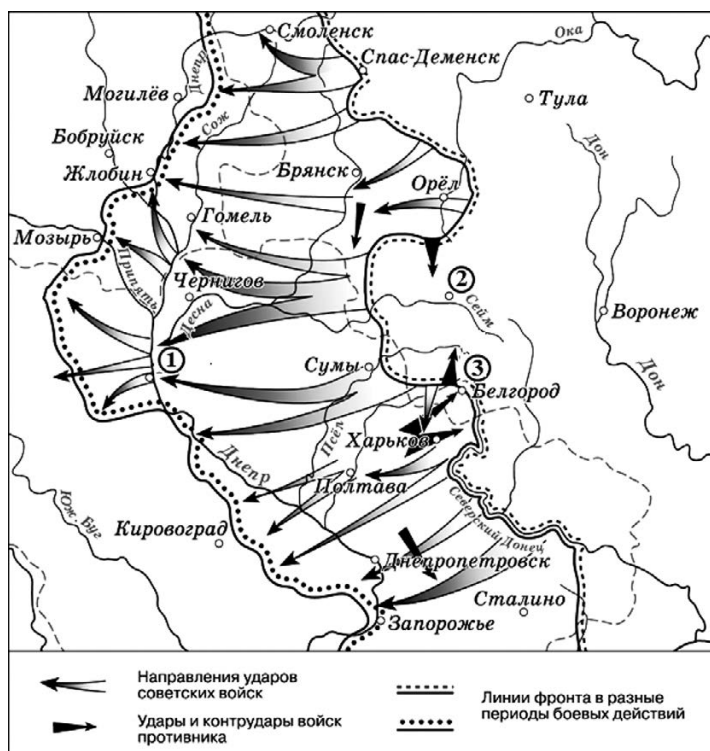 Смоленск
Спас-Деменск
Ока
Днепр
Могилёв
Тула
Сож
Бобруйск
Дон
Жлобин
Брянск
Орёл
Гомель
Мозырь
Припять
Чернигов
2
Сейм
Десна
Воронеж
1
Сумы
3
Дон
Белгород
Псёл
Харьков
Днепр
Полтава
Юж. Буг
Северский Донец
Кировоград
Днепропетровск
Сталино
Запорожье
Направления ударов
советских войск
Удары и контрудары войск
противника
Линии фронта в разные
периоды боевых действий